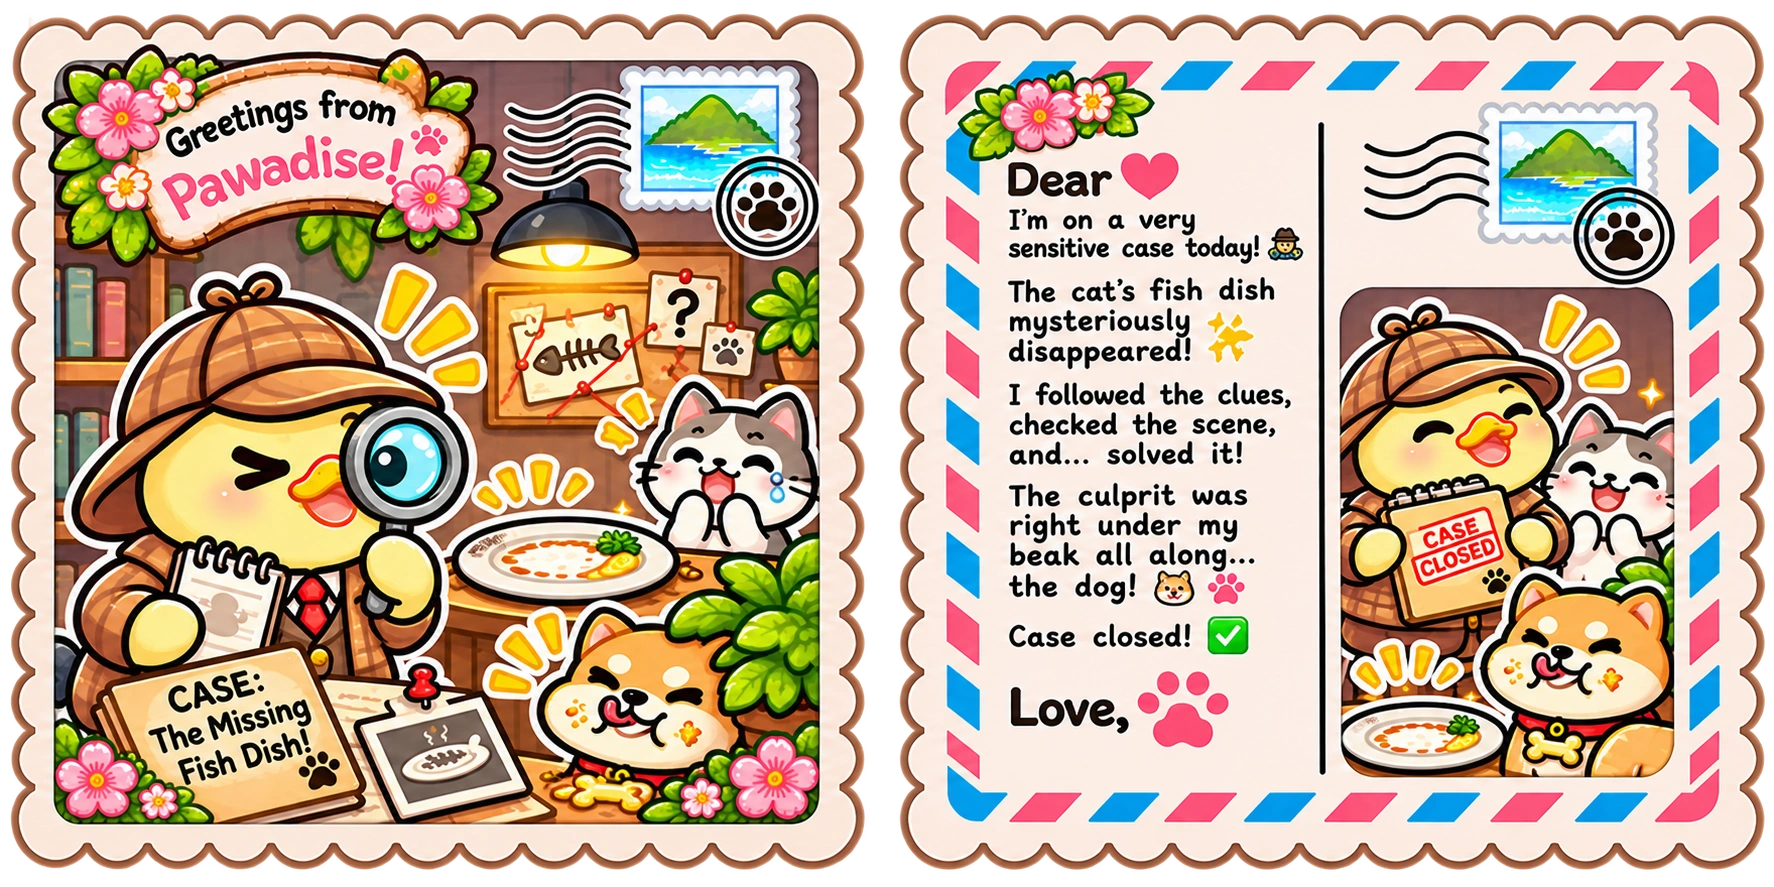 Greetings from
Pawadise!
?
CASE:
The Missing
Fish Dish!
Dear
I'm on a very
sensitive case today!
The cat's fish dish
mysteriously
disappeared!
I followed the clues,
checked the scene,
and... solved it!
The culprit was
right under my
beak all along...
the dog!
Case closed!
Love,
CASE
CLOSED